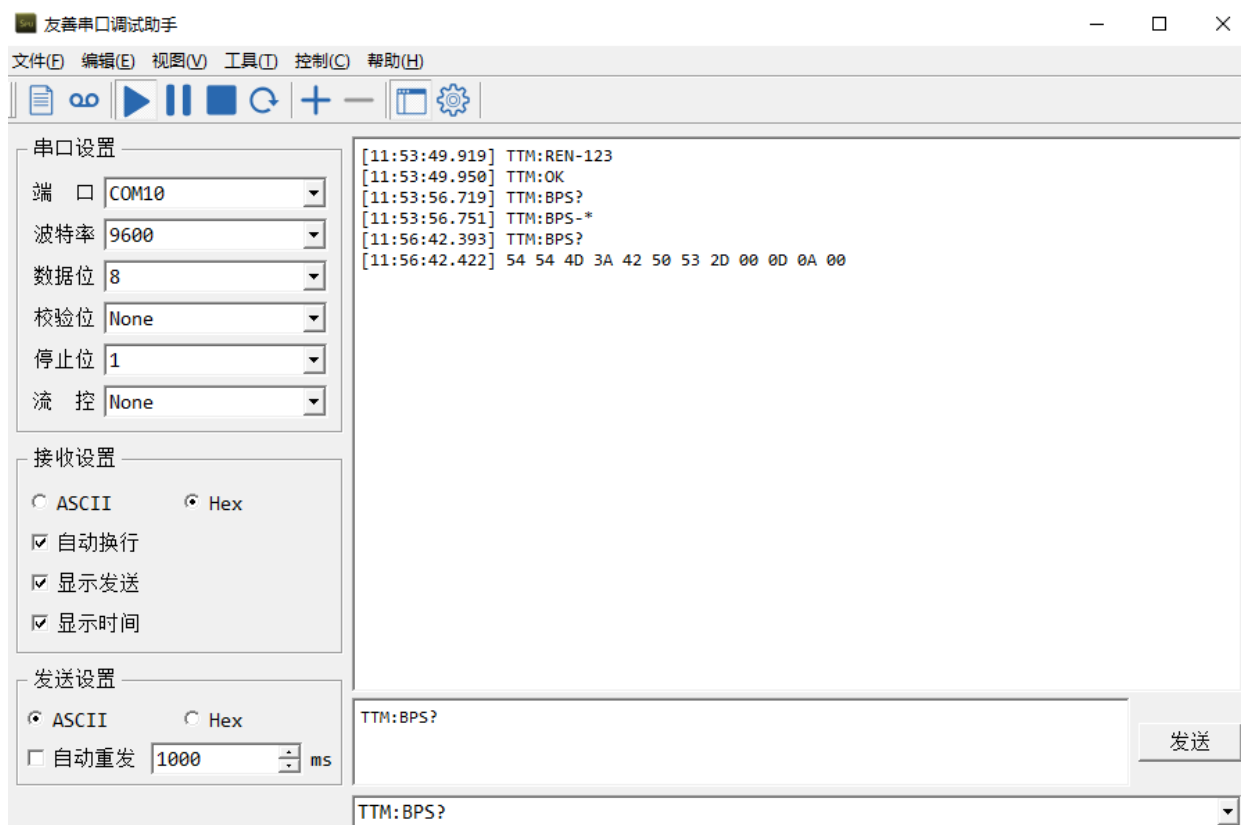 友善串口调试助手
文件(F) 编辑(E) 视图(V) 工具(T) 控制(C) 帮助(H)
串口设置
端 口 COM10
波特率 9600
数据位 8
校验位 None
停止位 1
流 控 None
接收设置
ASCII Hex
自动换行
显示发送
显示时间
发送设置
ASCII Hex
自动重发 1000 ms
[11:53:49.919] TTM:REN-123
[11:53:49.950] TTM:OK
[11:53:56.719] TTM:BPS?
[11:53:56.751] TTM:BPS-*
[11:56:42.393] TTM:BPS?
[11:56:42.422] 54 54 4D 3A 42 50 53 2D 00 0D 0A 00
TTM:BPS?
发送
TTM:BPS?